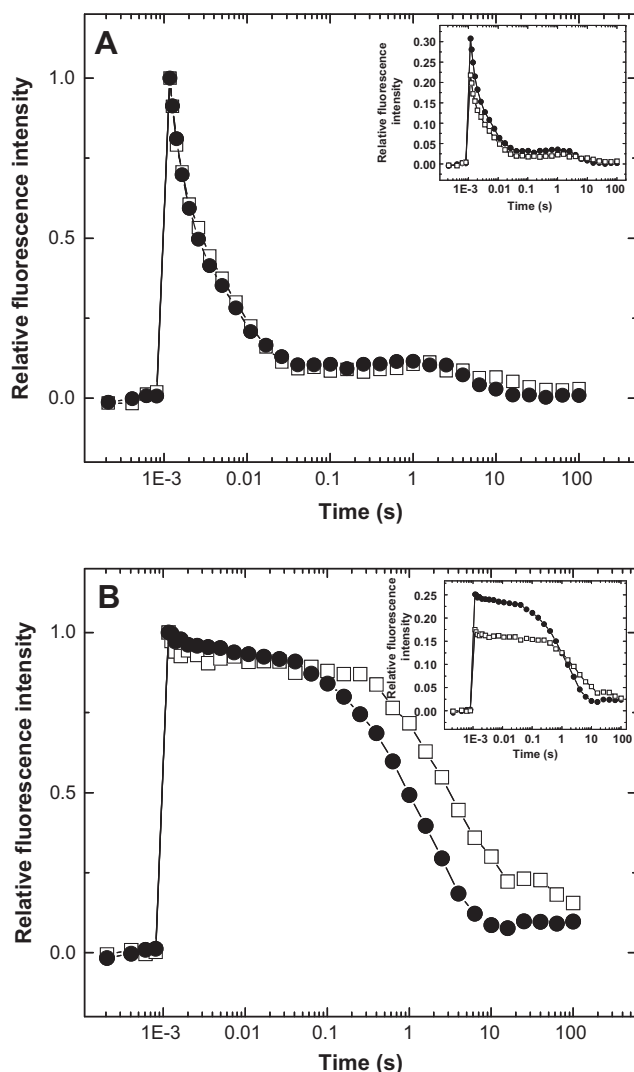 A
Relative fluorescence intensity
1.0
0.5
0.0
1E-3 0.01 0.1 1 10 100
Time (s)
Relative fluorescence
intensity
0.30
0.25
0.20
0.15
0.10
0.05
0.00
1E-3 0.01 0.1 1 10 100
Time (s)
B
Relative fluorescence intensity
1.0
0.5
0.0
1E-3 0.01 0.1 1 10 100
Time (s)
Relative fluorescence
intensity
0.25
0.20
0.15
0.10
0.05
0.00
1E-3 0.01 0.1 1 10 100
Time (s)